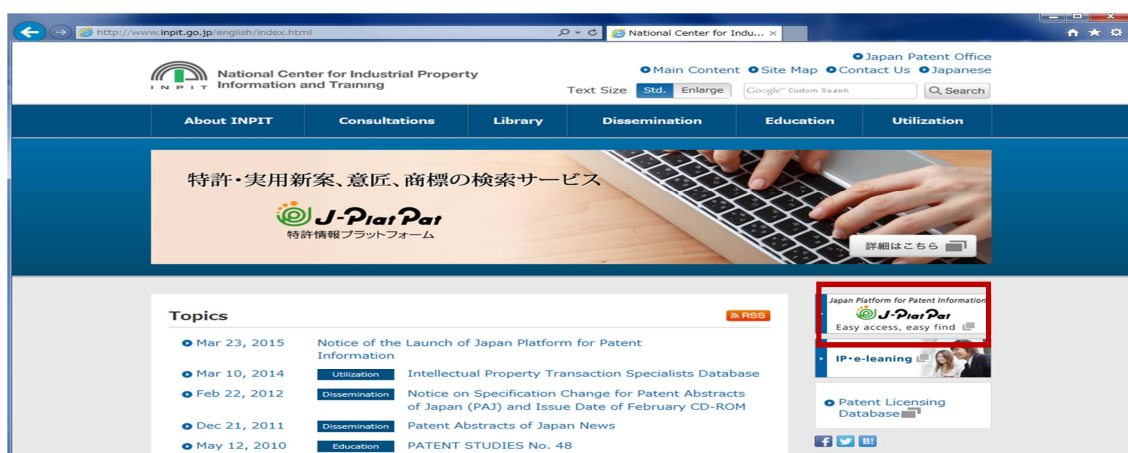 http://www.inpit.go.jp/english/index.html
National Center for Indu...
Japan Patent Office
INPIT
National Center for Industrial Property
Information and Training
Main Content Site Map Contact Us Japanese
Text Size Std. Enlarge Google™ Custom Search Search
About INPIT Consultations Library Dissemination Education Utilization
特許・実用新案、意匠、商標の検索サービス
J-PlatPat
特許情報プラットフォーム
詳細はこちら
Topics RSS
Mar 23, 2015 Notice of the Launch of Japan Platform for Patent
Information
Mar 10, 2014 Utilization Intellectual Property Transaction Specialists Database
Feb 22, 2012 Dissemination Notice on Specification Change for Patent Abstracts
of Japan (PAJ) and Issue Date of February CD-ROM
Dec 21, 2011 Dissemination Patent Abstracts of Japan News
May 12, 2010 Education PATENT STUDIES No. 48
Japan Platform for Patent Information
J-PlatPat
Easy access, easy find
IP・e-leaning
Patent Licensing
Database
f B!